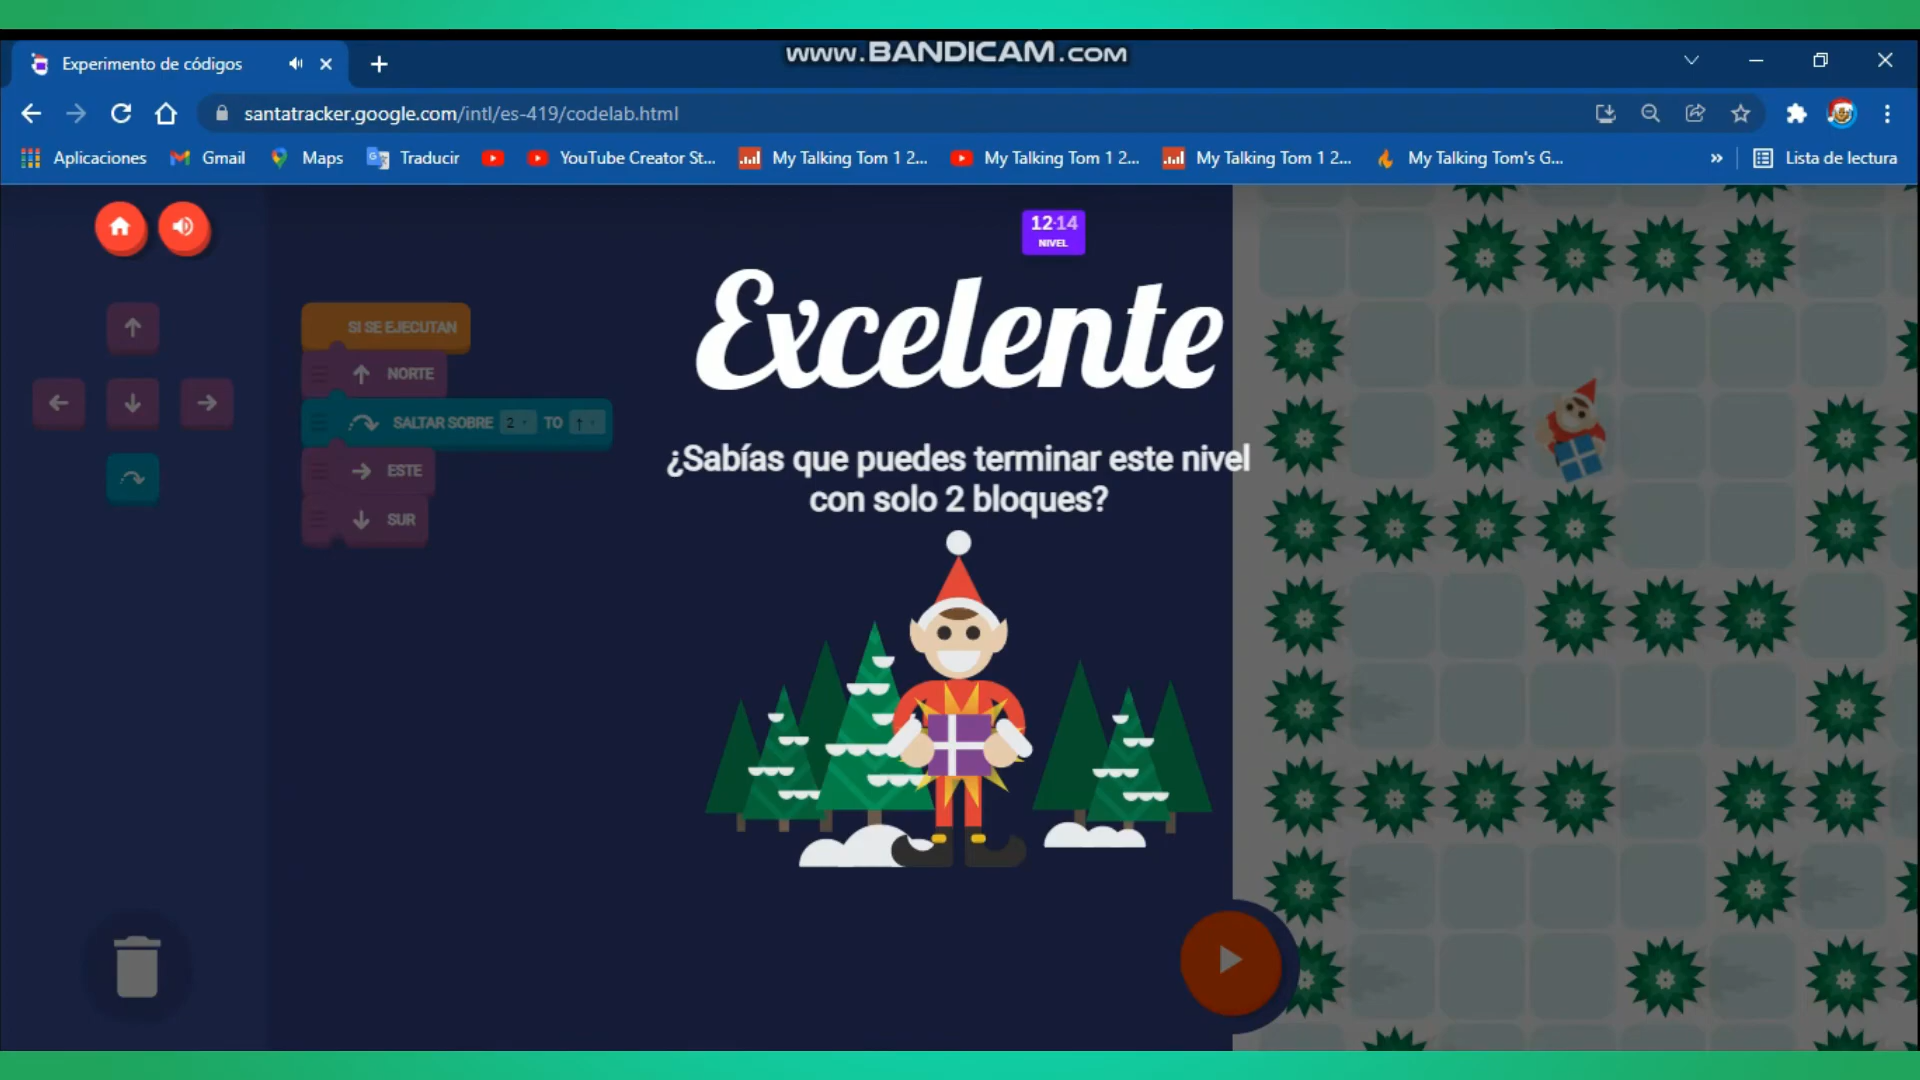 www.BANDICAM.com
Experimento de códigos
santatracker.google.com/intl/es-419/codelab.html
Aplicaciones
Gmail
Maps
Traducir
YouTube Creator St...
My Talking Tom 1 2...
My Talking Tom 1 2...
My Talking Tom 1 2...
My Talking Tom's G...
»
Lista de lectura
12·14
NIVEL
Excelente
¿Sabías que puedes terminar este nivel
con solo 2 bloques?
SI SE EJECUTAN
NORTE
SALTAR SOBRE 2 TO ↑
ESTE
SUR